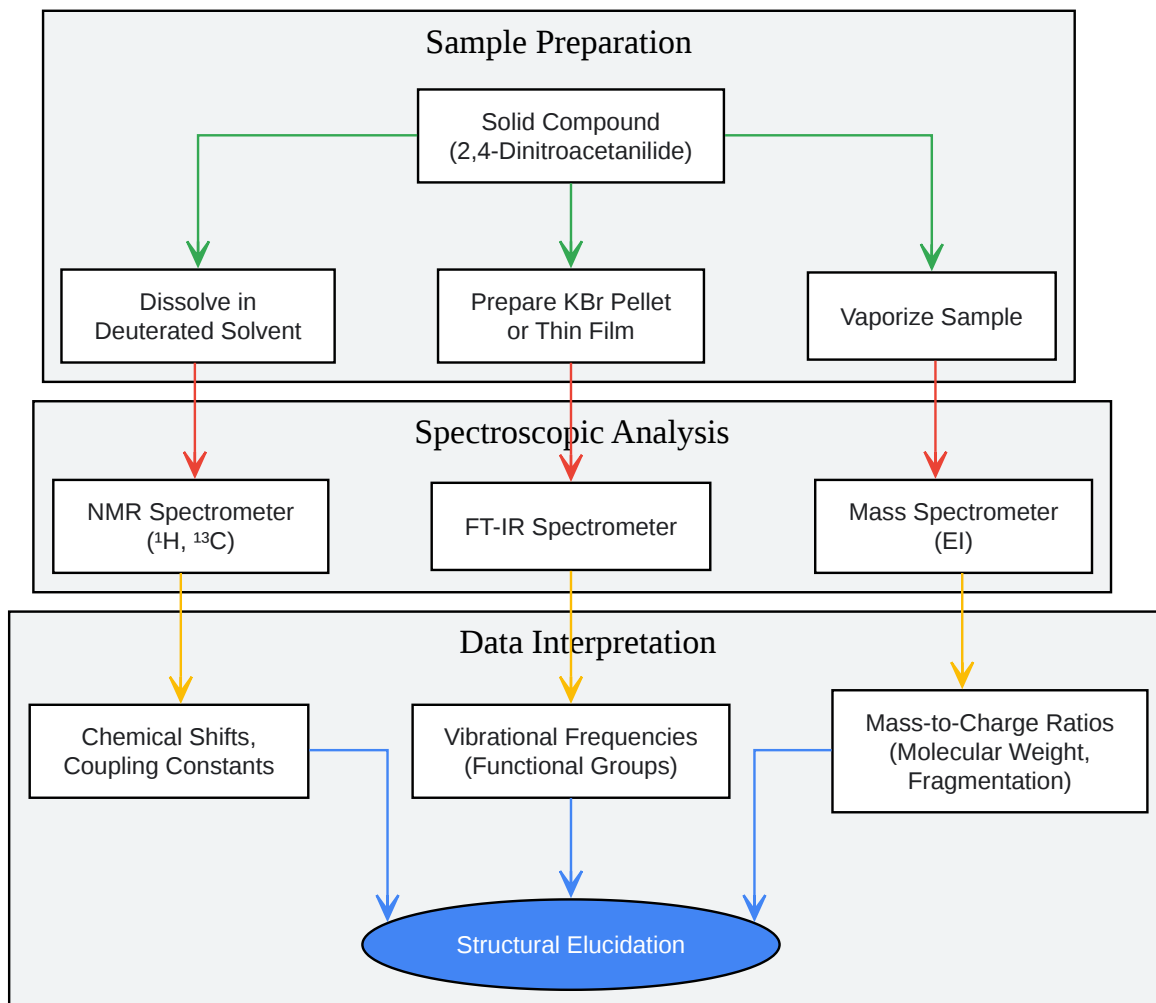 Sample Preparation
Solid Compound
(2,4-Dinitroacetanilide)
Dissolve in
Deuterated Solvent
Prepare KBr Pellet
or Thin Film
Vaporize Sample
Spectroscopic Analysis
NMR Spectrometer
(¹H, ¹³C)
FT-IR Spectrometer
Mass Spectrometer
(EI)
Data Interpretation
Chemical Shifts,
Coupling Constants
Vibrational Frequencies
(Functional Groups)
Mass-to-Charge Ratios
(Molecular Weight,
Fragmentation)
Structural Elucidation